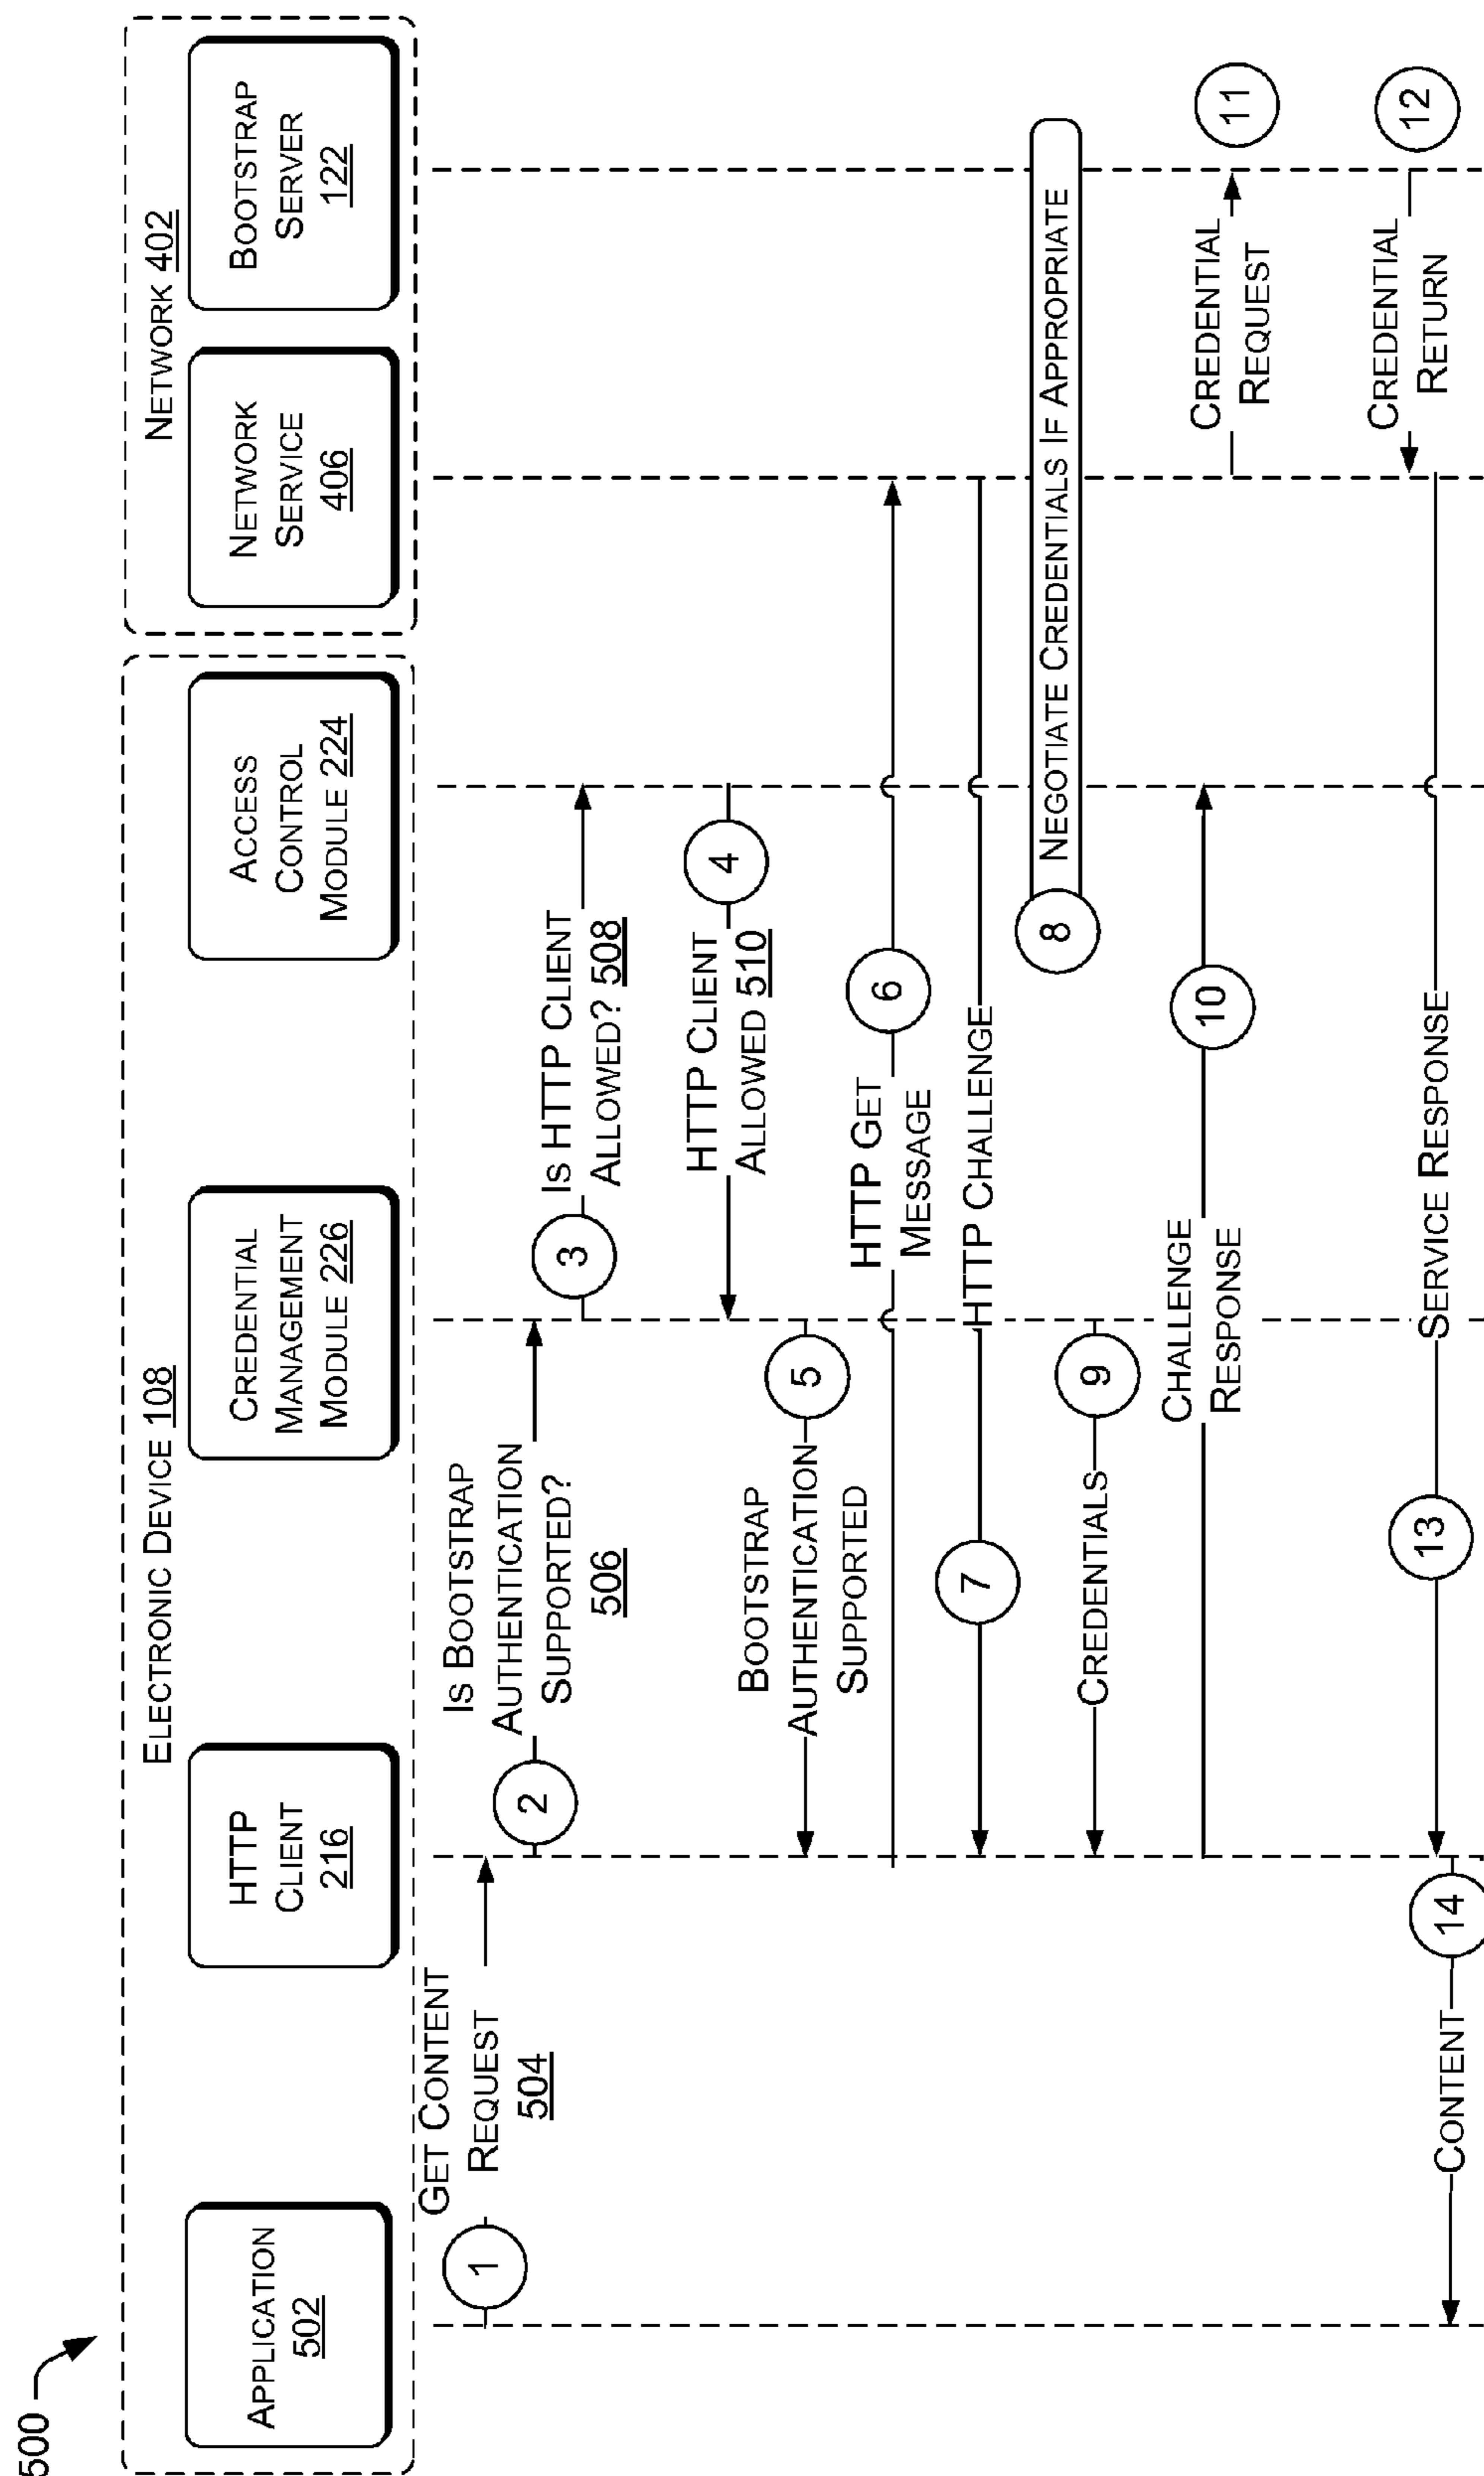 500
ELECTRONIC DEVICE 108
NETWORK 402
APPLICATION
502
HTTP
CLIENT
216
CREDENTIAL
MANAGEMENT
MODULE 226
ACCESS
CONTROL
MODULE 224
NETWORK
SERVICE
406
BOOTSTRAP
SERVER
122
1
GET CONTENT
REQUEST
504
2
IS BOOTSTRAP
AUTHENTICATION
SUPPORTED?
506
3
IS HTTP CLIENT
ALLOWED? 508
4
HTTP CLIENT
ALLOWED 510
5
BOOTSTRAP
AUTHENTICATION
SUPPORTED
6
HTTP GET
MESSAGE
7
HTTP CHALLENGE
8
NEGOTIATE CREDENTIALS IF APPROPRIATE
9
CREDENTIALS
10
CHALLENGE
RESPONSE
11
CREDENTIAL
REQUEST
12
CREDENTIAL
RETURN
13
SERVICE RESPONSE
14
CONTENT